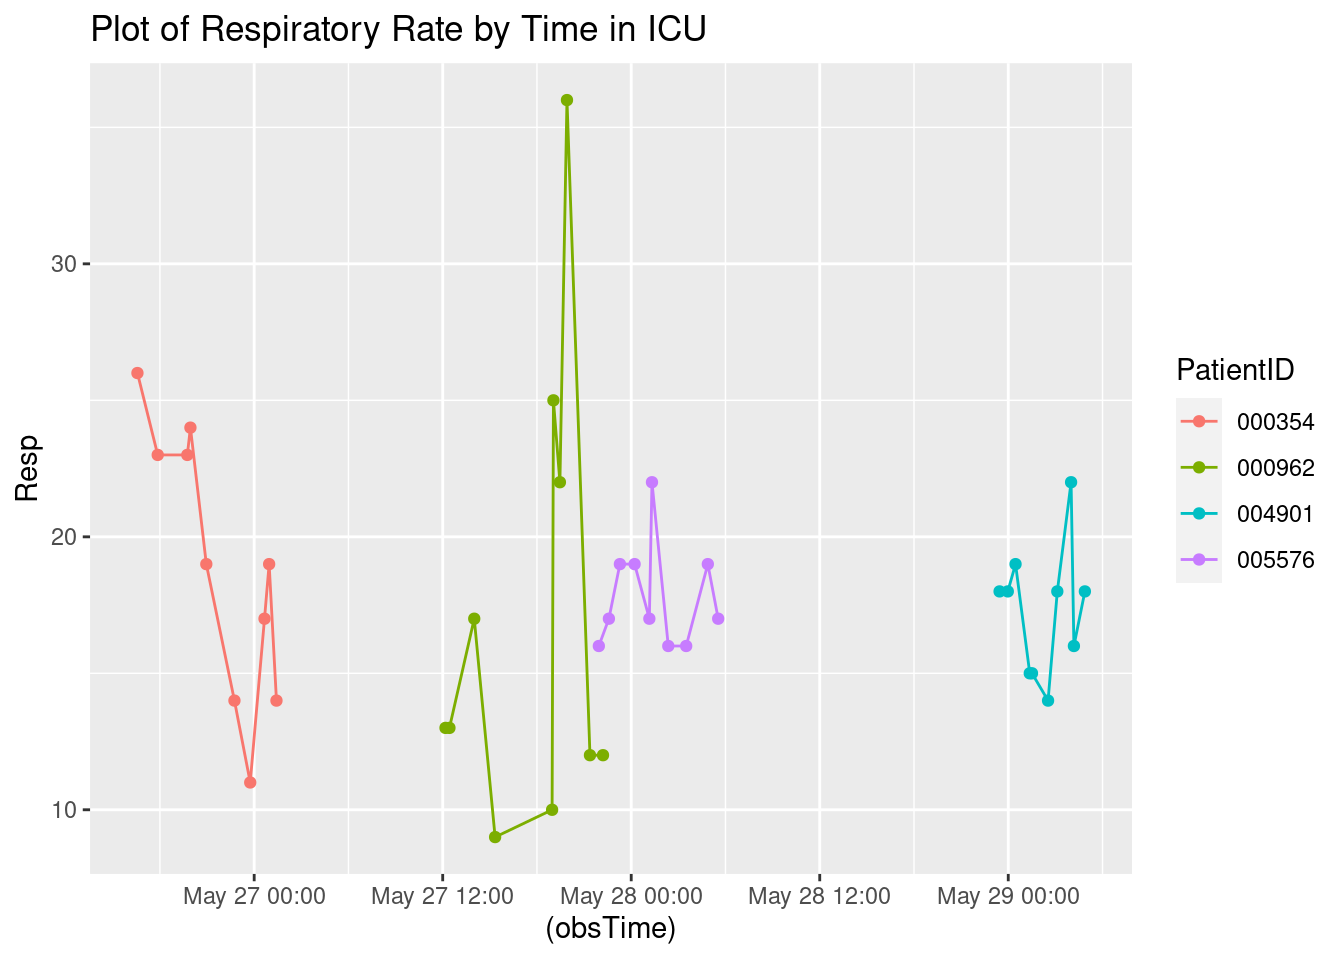 Plot of Respiratory Rate by Time in ICU
Resp
30
20
10
May 27 00:00
May 27 12:00
May 28 00:00
May 28 12:00
May 29 00:00
(obsTime)
PatientID
000354
000962
004901
005576